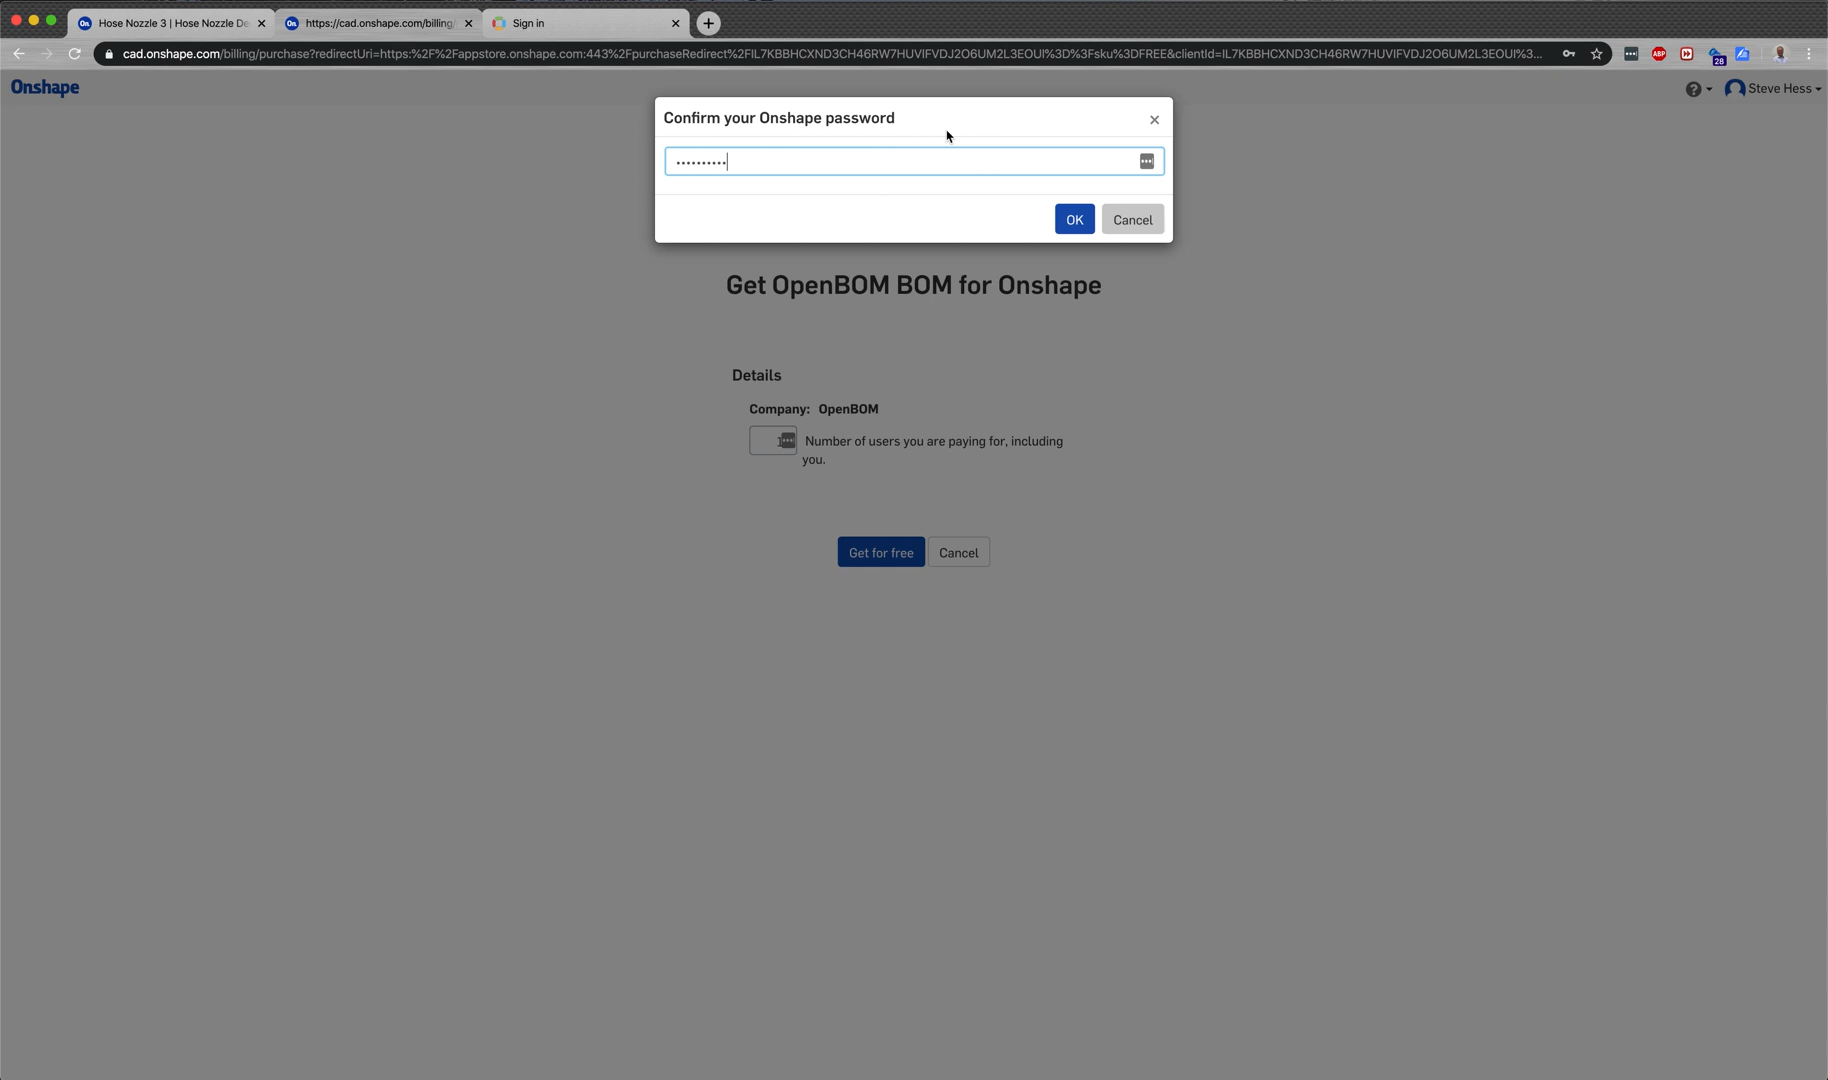 Hose Nozzle 3 | Hose Nozzle De
https://cad.onshape.com/billing/
Sign in
cad.onshape.com/billing/purchase?redirectUri=https:%2F%2Fappstore.onshape.com:443%2FpurchaseRedirect%2FIL7KBBHCXND3CH46RW7HUVIFVDJ2O6UM2L3EOUI%3D%3Fsku%3DFREE&clientId=IL7KBBHCXND3CH46RW7HUVIFVDJ2O6UM2L3EOUI%3...
ABP
28
Onshape
Steve Hess
Confirm your Onshape password
OK
Cancel
Get OpenBOM BOM for Onshape
Details
Company: OpenBOM
Number of users you are paying for, including
you.
Get for free
Cancel